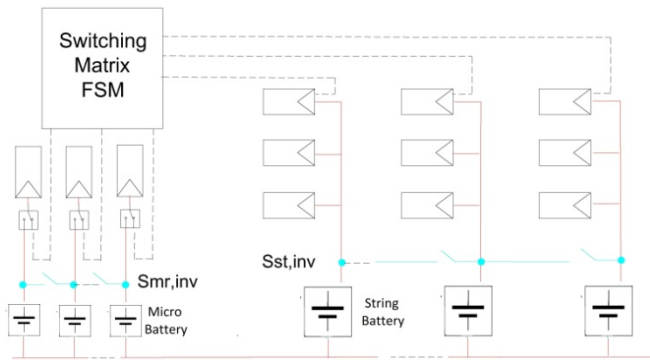 Switching
Matrix
FSM
Sst,inv
Smr,inv
Micro
Battery
String
Battery